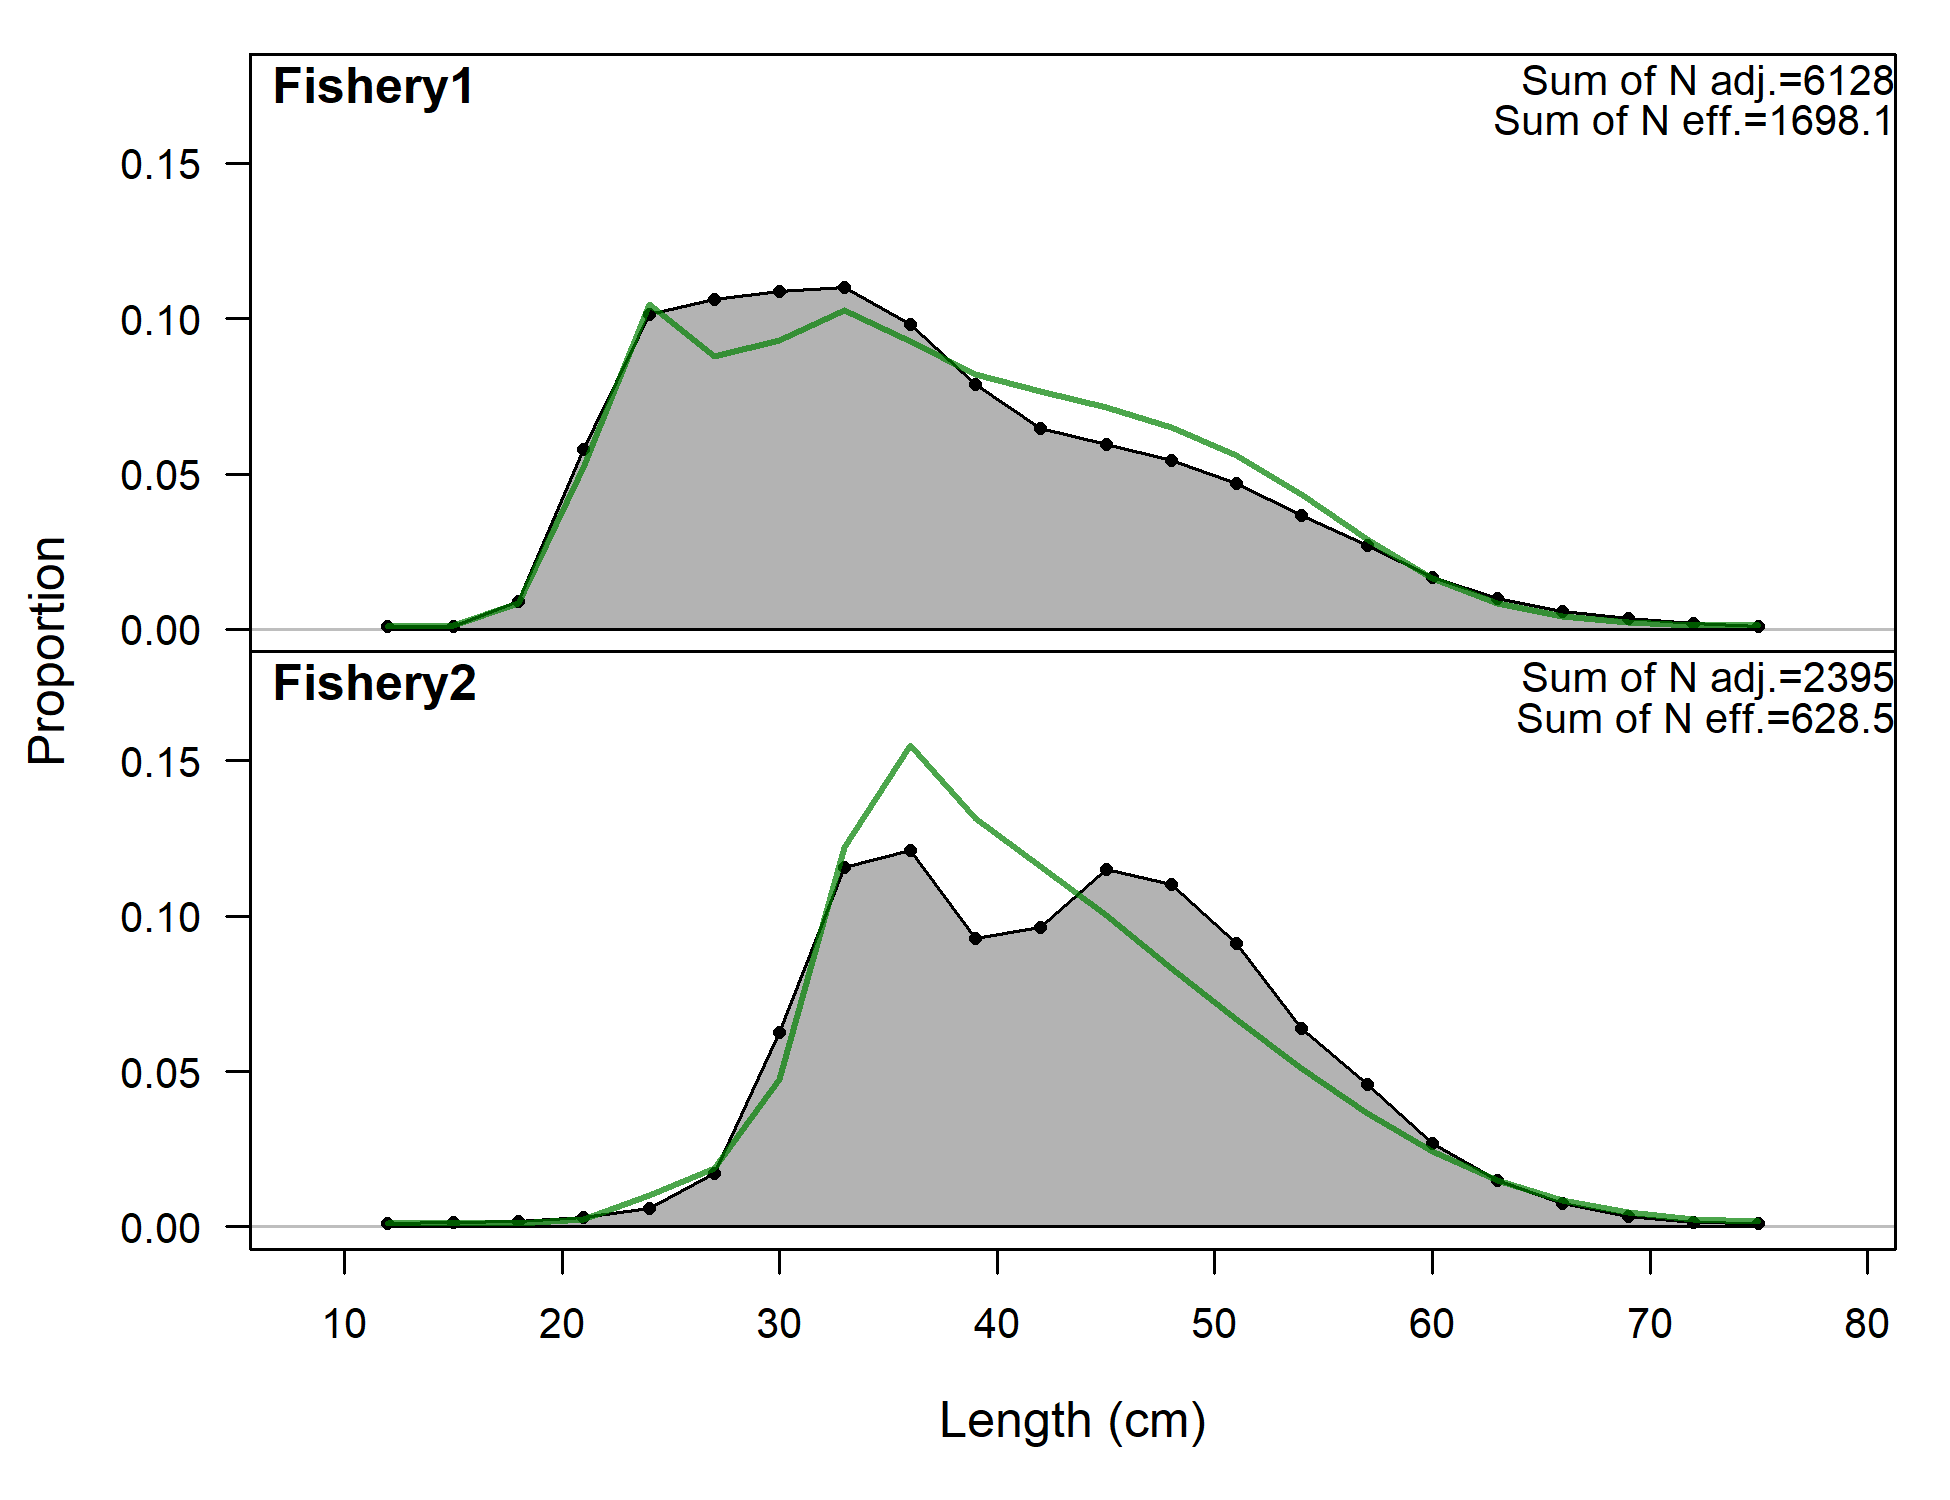 Fishery1
Sum of N adj.=6128
Sum of N eff.=1698.1
0.15
0.10
0.05
0.00
Fishery2
Sum of N adj.=2395
Sum of N eff.=628.5
0.15
0.10
0.05
0.00
Proportion
10 20 30 40 50 60 70 80
Length (cm)